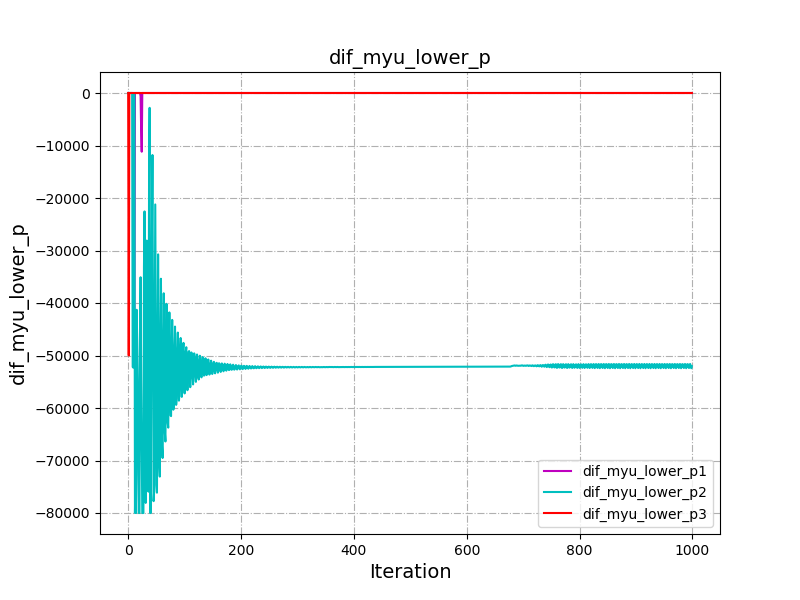 dif_myu_lower_p
dif_myu_lower_p
0
−10000
−20000
−30000
−40000
−50000
−60000
−70000
−80000
0
200
400
600
800
1000
Iteration
dif_myu_lower_p1
dif_myu_lower_p2
dif_myu_lower_p3